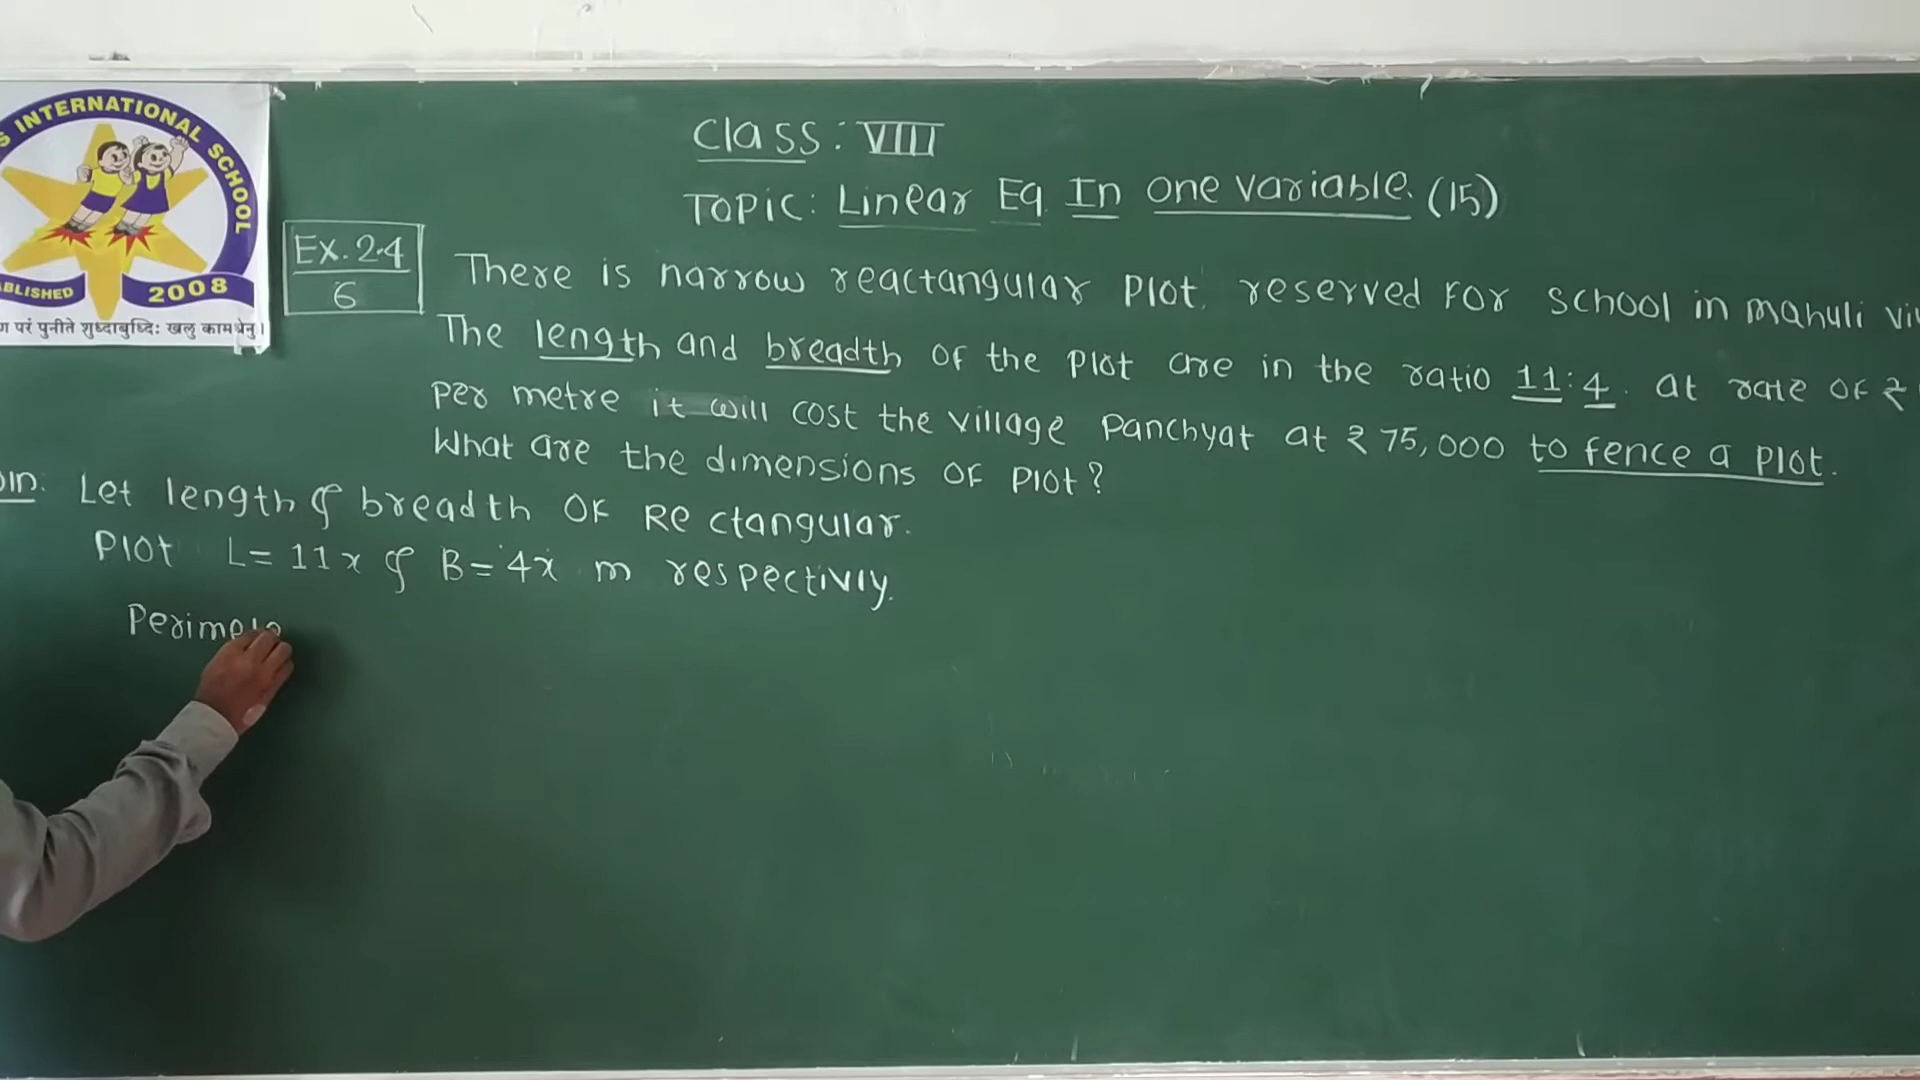 S INTERNATIONAL SCHOOL
BLISHED 2008
परं पुनीते शुध्दाबुध्दिः खलु कामधेनु।
Class: VIII
TOPIC: Linear Eq. In one variable. (15)
Ex. 2.4
6
There is narrow reactangular Plot. reserved For school in Mahuli
The length and breadth of the Plot are in the ratio 11:4. at rate of ₹
Per metre it will cost the village Panchyat at ₹ 75,000 to fence a plot.
What are the dimensions of Plot?
oln: Let length & breadth of Rectangular.
Plot L = 11x & B = 4x m respectivly.
Perimete